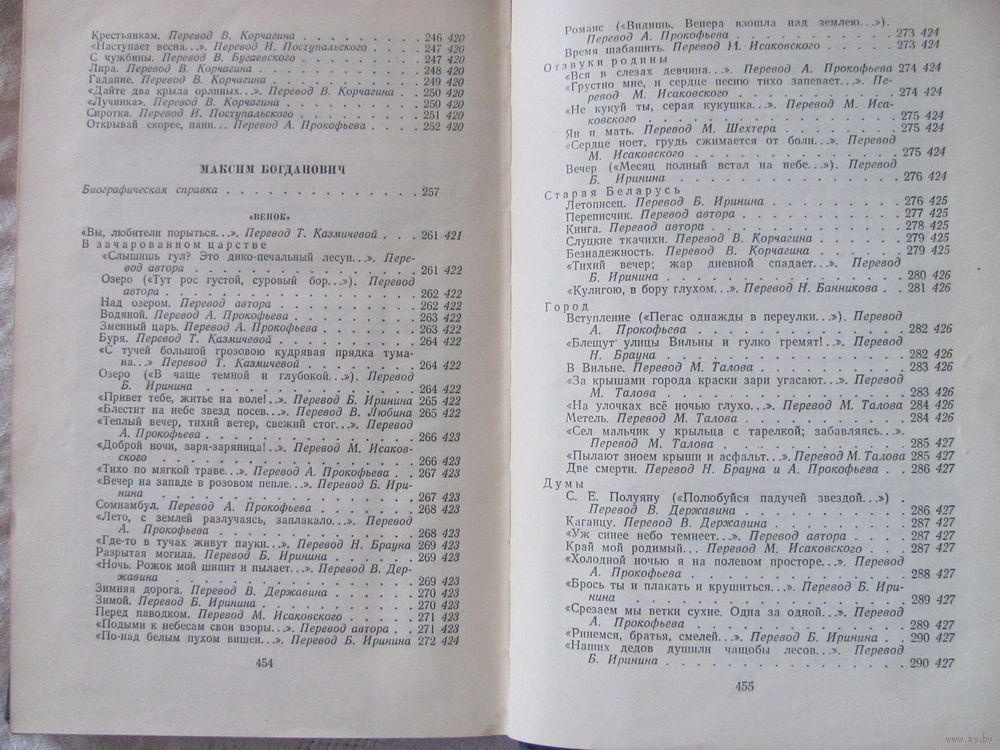 Крестьянкам. Перевод В. Корчагина . . . . . . . . . 246 420
«Наступает весна. . .». Перевод И. Поступальского . . . 247 420
С чужбины. Перевод В. Бугаевского . . . . . . . . . 247 420
Лира. Перевод В. Корчагина . . . . . . . . . . . . 248 420
Гадание. Перевод В. Корчагина . . . . . . . . . . . 249 420
«Дайте два крыла орлиных. . .». Перевод В. Корчагина . . 250 420
«Лучинка». Перевод В. Корчагина . . . . . . . . . . 250 420
Сиротка. Перевод И. Поступальского . . . . . . . . . 251 420
Открывай скорее, пани. . . Перевод А. Прокофьева . . . . 252 420
МАКСИМ БОГДАНОВИЧ
Биографическая справка . . . . . . . . . . . . . . 257
«ВЕНОК»
«Вы, любители порыться. . .». Перевод Т. Казмичевой . . . 261 421
В зачарованном царстве
«Слышишь гул? Это дико-печальный лесун. . .». Пере-
вод автора . . . . . . . . . . . . . . . . . 261 422
Озеро («Тут рос густой, суровый бор. . .»). Перевод
автора . . . . . . . . . . . . . . . . . . . 262 422
Над озером. Перевод автора . . . . . . . . . . . 262 422
Водяной. Перевод А. Прокофьева . . . . . . . . . 263 422
Змеиный царь. Перевод А. Прокофьева . . . . . . . 263 422
Буря. Перевод Т. Казмичевой . . . . . . . . . . . 264 422
«С тучей большой грозовою кудрявая прядка тума-
на. . .» Перевод Т. Казмичевой . . . . . . . . . 264 422
Озеро («В чаще темной и глубокой. . .»). Перевод
Б. Иринина . . . . . . . . . . . . . . . . . 264 422
«Привет тебе, житье на воле! . .». Перевод Б. Иринина 265 422
«Блестит на небе звезд посев. . .». Перевод В. Любина 265 422
«Теплый вечер, тихий ветер, свежий стог. . .». Перевод
А. Прокофьева . . . . . . . . . . . . . . . . 266 423
«Доброй ночи, заря-заряница! . .». Перевод М. Исаков-
ского . . . . . . . . . . . . . . . . . . . 266 423
«Тихо по мягкой траве. . .». Перевод А. Прокофьева . . 267 423
«Вечер на западе в розовом пепле. . .». Перевод Б. Ири-
нина . . . . . . . . . . . . . . . . . . . . 267 423
Сомнамбул. Перевод А. Прокофьева . . . . . . . . 268 423
«Лето, с землей разлучаясь, заплакало. . .». Перевод
А. Прокофьева . . . . . . . . . . . . . . . . 268 423
«Где-то в тучах живут пауки. . .». Перевод Н. Брауна 269 423
Разрытая могила. Перевод Б. Иринина . . . . . . . 269 423
«Ночь. Рожок мой шипит и пылает. . .». Перевод В. Дер-
жавина . . . . . . . . . . . . . . . . . . . 269 423
Зимняя дорога. Перевод В. Державина . . . . . . . 270 423
Зимой. Перевод Б. Иринина . . . . . . . . . . . . 270 423
Перед паводком. Перевод М. Исаковского . . . . . . 271 423
«Подыми к небесам свои взоры. . .». Перевод автора . . 271 423
«По-над белым пухом вишен. . .». Перевод Б. Иринина 272 424
454
Романс («Видишь, Венера взошла над землею. . .»).
Перевод А. Прокофьева . . . . . . . . . . . . 273 424
Время шабашить. Перевод М. Исаковского . . . . . . 273 424
Отзвуки родины
«Вся в слезах девчина. . .». Перевод А. Прокофьева 274 424
«Грустно мне, и сердце песню тихо запевает. . .». Пе-
ревод М. Исаковского . . . . . . . . . . . . . 274 424
«Не кукуй ты, серая кукушка. . .». Перевод М. Иса-
ковского . . . . . . . . . . . . . . . . . . 275 424
Ян и мать. Перевод М. Шехтера . . . . . . . . . . 275 424
«Сердце ноет, грудь сжимается от боли. . .». Перевод
М. Исаковского . . . . . . . . . . . . . . . 275 424
Вечер («Месяц полный встал на небе. . .»). Перевод
Б. Иринина . . . . . . . . . . . . . . . . . 276 424
Старая Беларусь
Летописец. Перевод Б. Иринина . . . . . . . . . . 276 425
Переписчик. Перевод автора . . . . . . . . . . . 277 425
Книга. Перевод автора . . . . . . . . . . . . . 278 425
Слуцкие ткачихи. Перевод В. Корчагина . . . . . . . 279 425
Безнадежность. Перевод В. Корчагина . . . . . . . 279 425
«Тихий вечер; жар дневной спадает. . .». Перевод
Б. Иринина . . . . . . . . . . . . . . . . . 280 426
«Кулигою, в бору глухом. . .». Перевод Н. Банникова . . 281 426
Город
Вступление («Пегас однажды в переулки. . .»). Перевод
А. Прокофьева . . . . . . . . . . . . . . . . 282 426
«Блещут улицы Вильны и гулко гремят! . .». Перевод
Н. Брауна . . . . . . . . . . . . . . . . . 282 426
В Вильне. Перевод М. Талова . . . . . . . . . . . 283 426
«За крышами города краски зари угасают. . .». Перевод
М. Талова . . . . . . . . . . . . . . . . . 283 426
«На улочках всё ночью глухо. . .». Перевод М. Талова 284 426
Метель. Перевод М. Талова . . . . . . . . . . . . 284 426
«Сел мальчик у крыльца с тарелкой; забавляясь. . .».
Перевод М. Талова . . . . . . . . . . . . . . 285 427
«Пылают зноем крыши и асфальт. . .». Перевод М. Талова 285 427
Две смерти. Перевод Н. Брауна и А. Прокофьева . . . 286 427
Думы
С. Е. Полуяну («Полюбуйся падучей звездой. . .») .
Перевод В. Державина . . . . . . . . . . . . . 286 427
Каганцу. Перевод В. Державина . . . . . . . . . . 287 427
«Уж синее небо темнеет. . .». Перевод автора . . . . 287 427
Край мой родимый. . . Перевод М. Исаковского . . . 287 427
«Холодной ночью я на полевом просторе. . .». Перевод
А. Прокофьева . . . . . . . . . . . . . . . . 288 427
«Брось ты и плакать и крушиться. . .». Перевод Б. Ири-
нина . . . . . . . . . . . . . . . . . . . . 289 427
«Срезаем мы ветки сухие. Одна за одной. . .». Перевод
А. Прокофьева . . . . . . . . . . . . . . . . 289 427
«Ринемся, братья, смелей. . .». Перевод Б. Иринина . . 290 427
«Наших дедов душили чащобы лесов. . .». Перевод
Б. Иринина . . . . . . . . . . . . . . . . . 290 427
455
www.ay.by